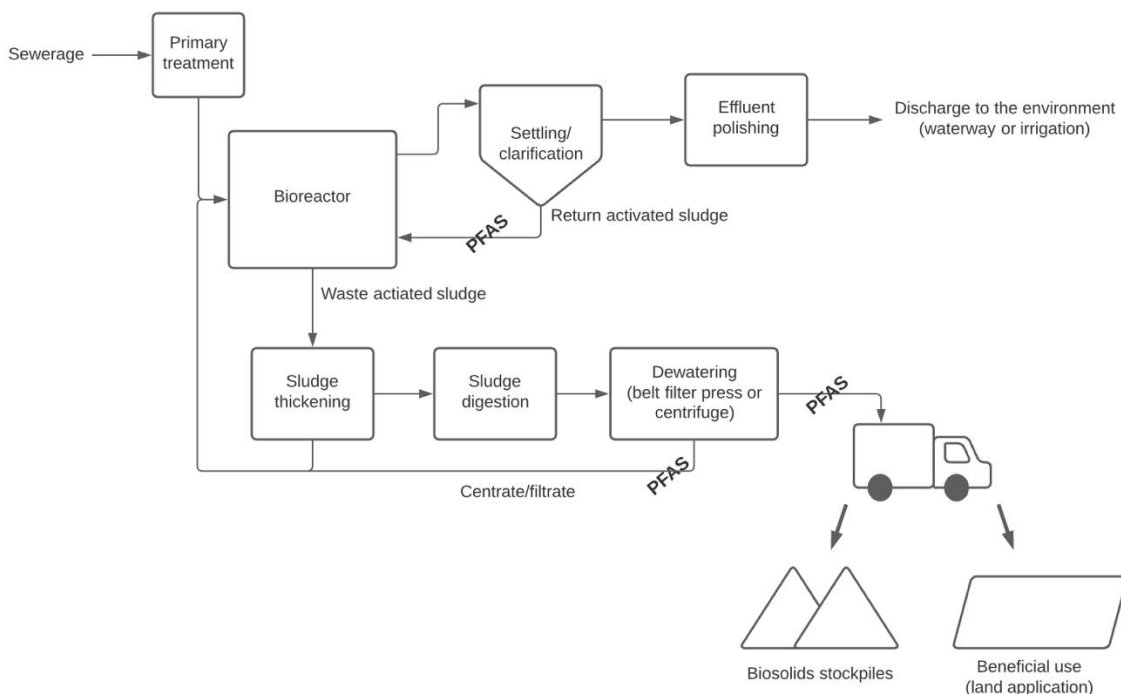 Sewerage
Primary
treatment
Bioreactor
Settling/
clarification
Effluent
polishing
Discharge to the environment
(waterway or irrigation)
Return activated sludge
PFAS
Waste actiated sludge
Sludge
thickening
Sludge
digestion
Dewatering
(belt filter press or
centrifuge)
PFAS
PFAS
Centrate/filtrate
Biosolids stockpiles
Beneficial use
(land application)